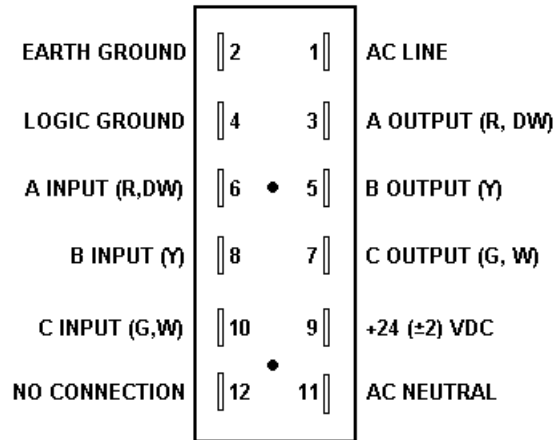 EARTH GROUND 2 1 AC LINE
LOGIC GROUND 4 3 A OUTPUT (R, DW)
A INPUT (R,DW) 6 5 B OUTPUT (Y)
B INPUT (Y) 8 7 C OUTPUT (G, W)
C INPUT (G,W) 10 9 +24 (±2) VDC
NO CONNECTION 12 11 AC NEUTRAL